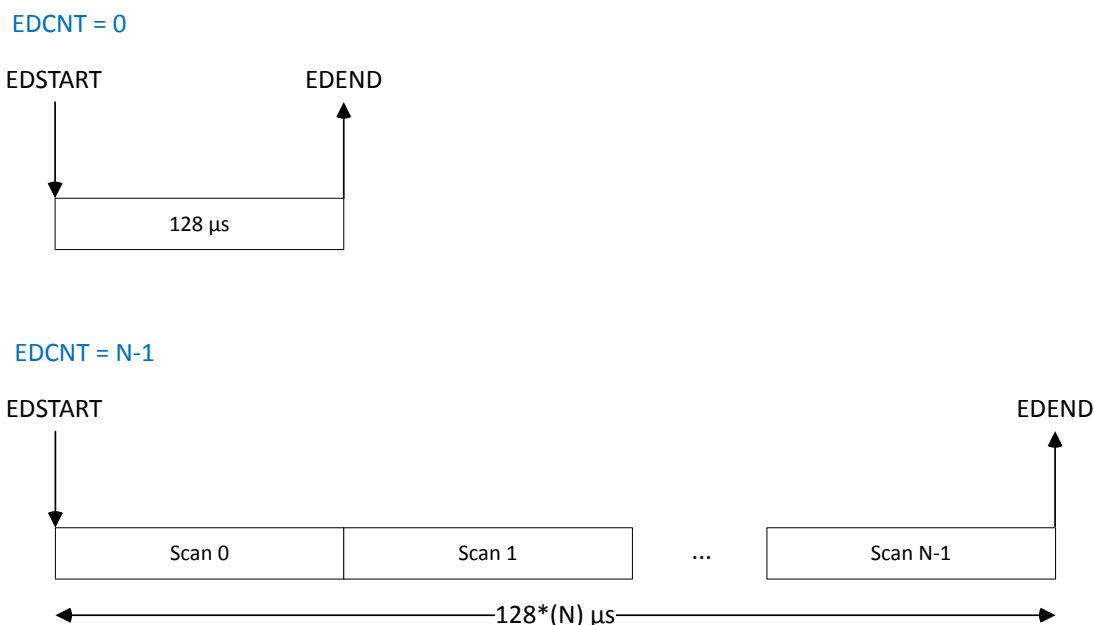 EDCNT = 0
EDSTART EDEND
128 µs
EDCNT = N-1
EDSTART EDEND
Scan 0 Scan 1 ... Scan N-1
128*(N) µs